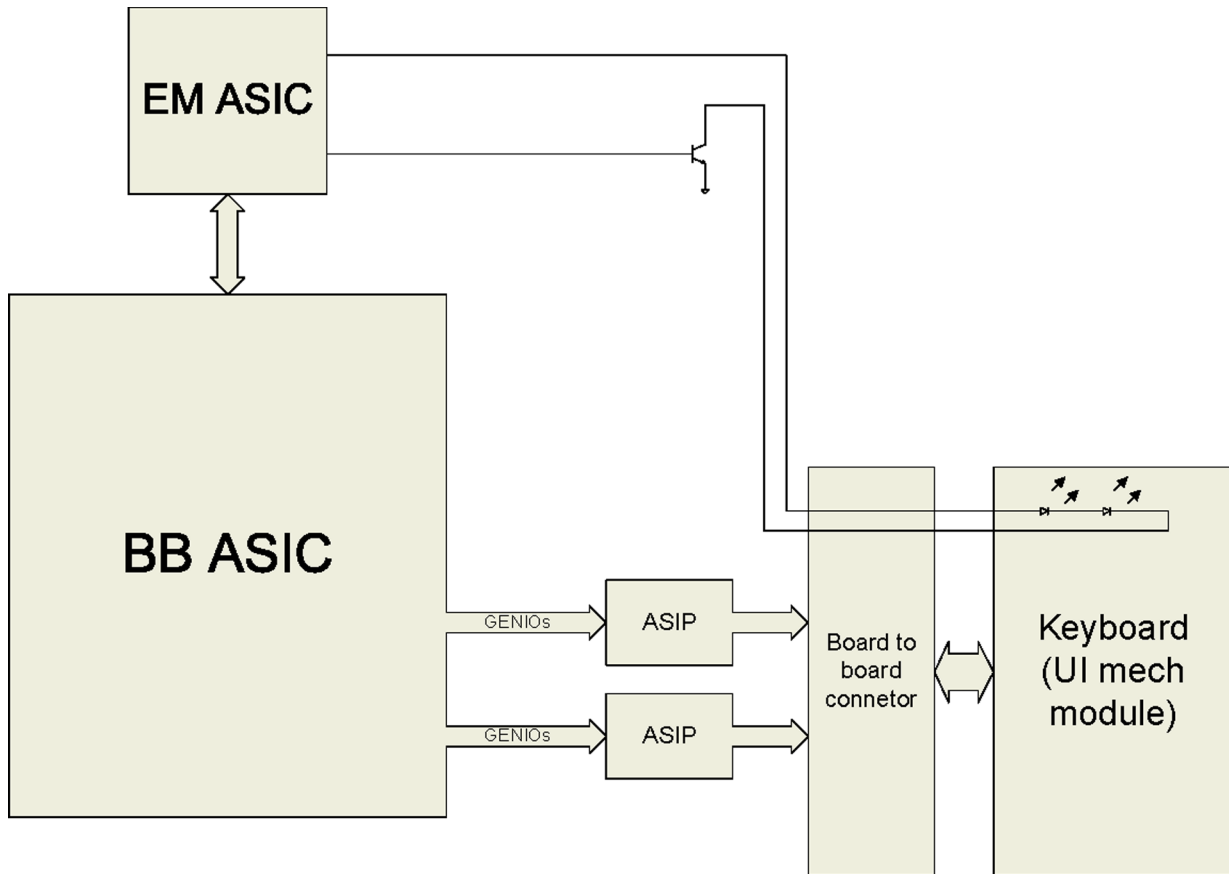 EM ASIC
BB ASIC
GENIOs
ASIP
GENIOs
ASIP
Board to
board
connetor
Keyboard
(UI mech
module)